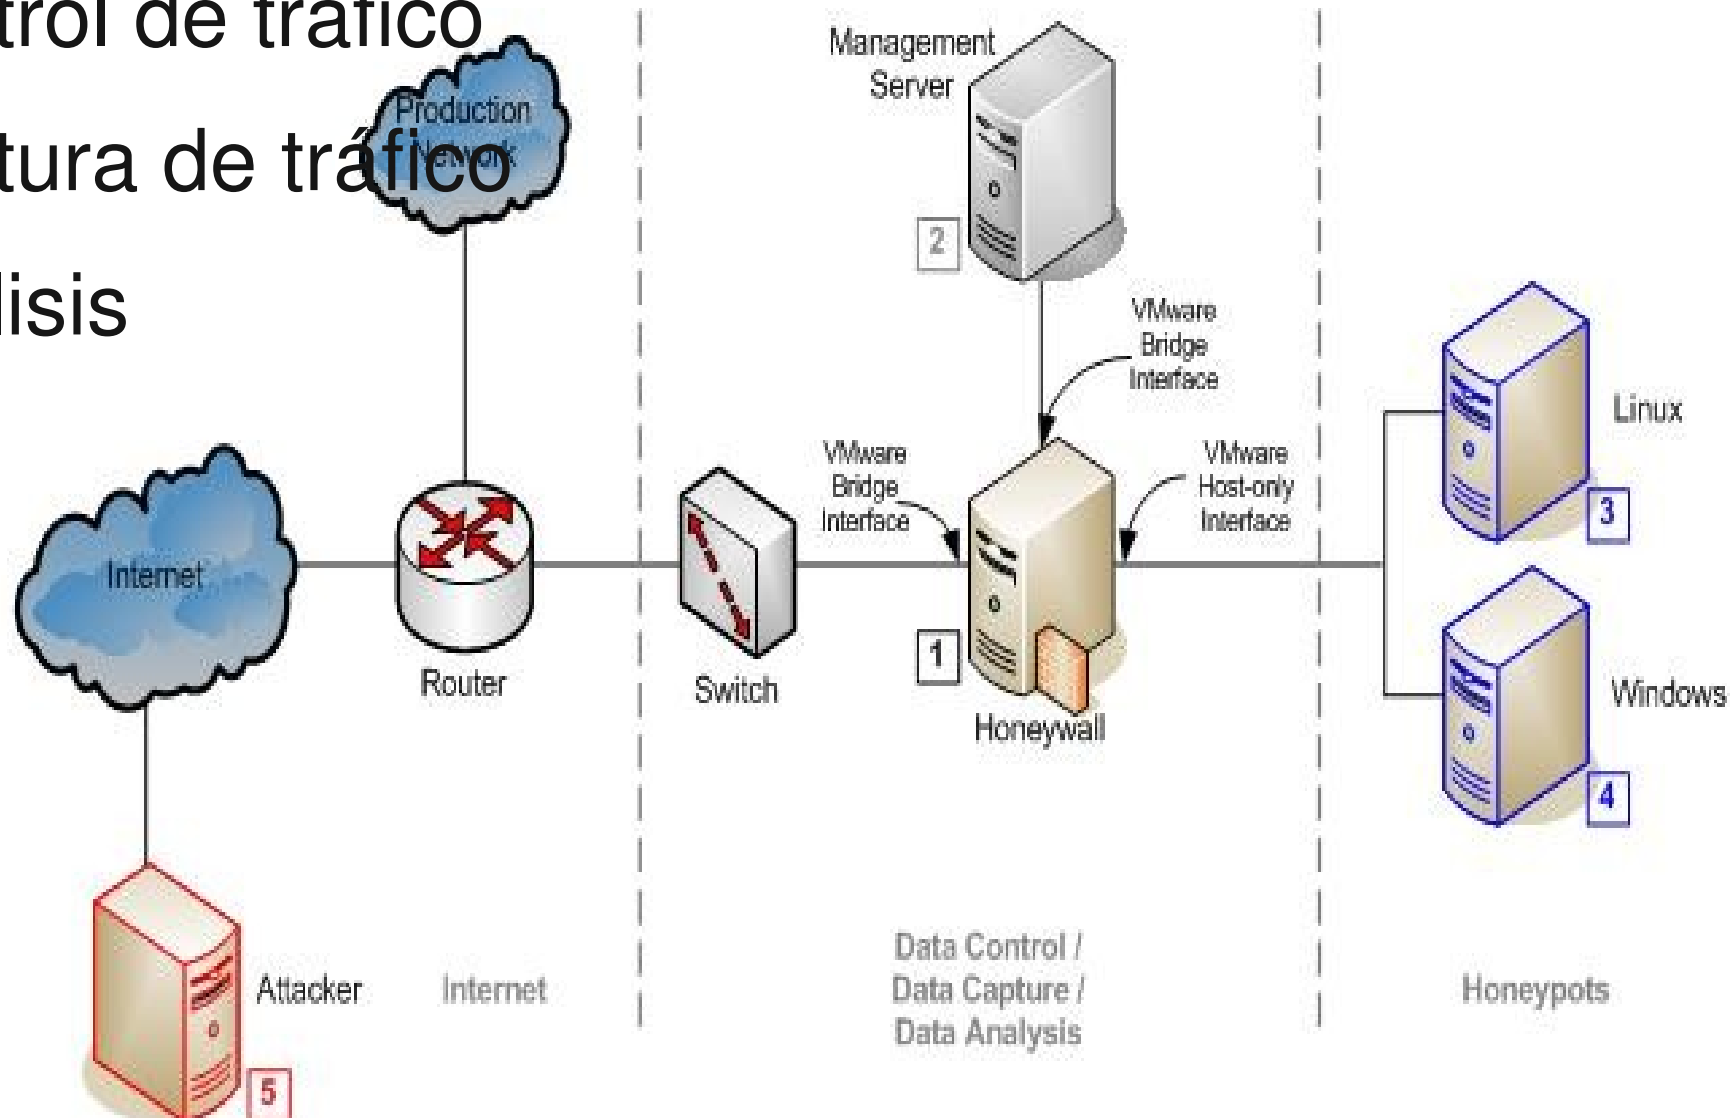 trol de tráfico
tura de tráfico
lisis
Production
Network
Management
Server
2
VMware
Bridge
Interface
VMware
Bridge
Interface
VMware
Host-only
Interface
Linux
3
Internet
Router
Switch
1
Honeywall
Windows
4
Attacker
5
Internet
Data Control /
Data Capture /
Data Analysis
Honeypots